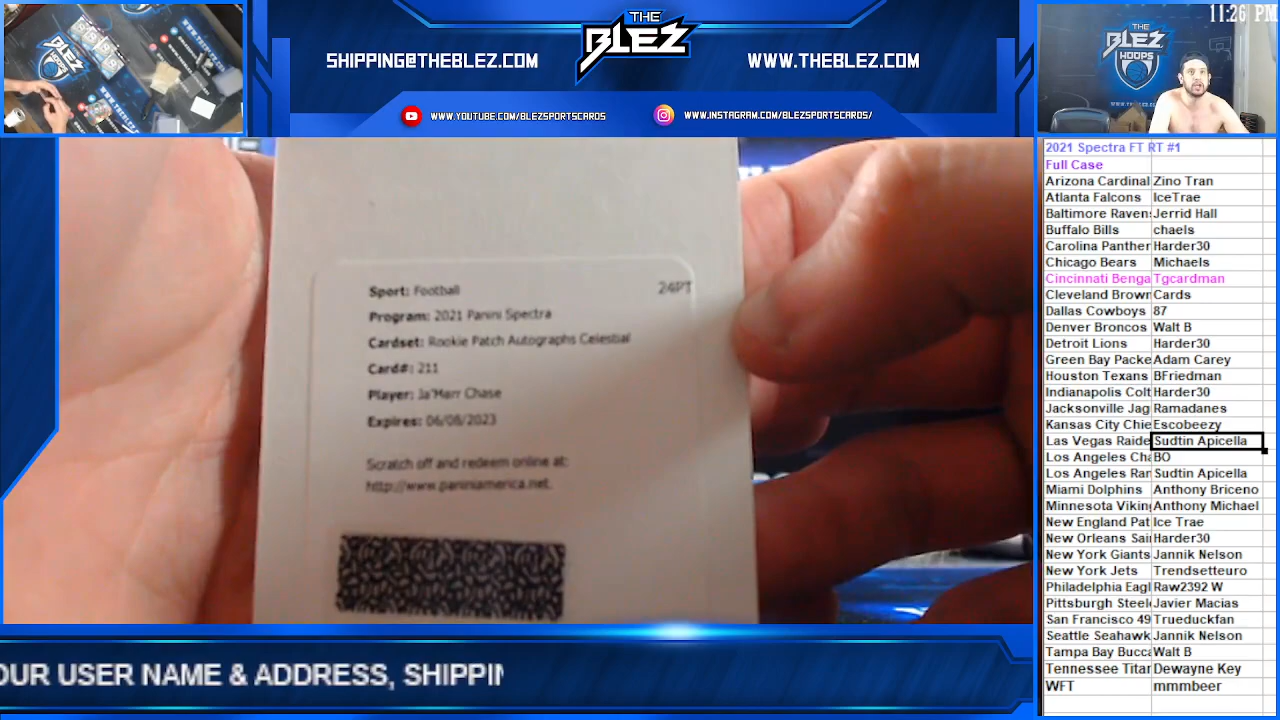 11:26 PM
THE
BLEZ
SHIPPING@THEBLEZ.COM
WWW.THEBLEZ.COM
WWW.YOUTUBE.COM/BLEZSPORTSCARDS
WWW.INSTAGRAM.COM/BLEZSPORTSCARDS/
THE
BLEZ
HOOPS
Sport: Football
24PT
Program: 2021 Panini Spectra
Cardset: Rookie Patch Autographs Celestial
Card#: 211
Player: Ja'Marr Chase
Expires: 06/08/2023
Scratch off and redeem online at:
http://www.paniniamerica.net.
2021 Spectra FT RT #1
Full Case
Arizona Cardinal Zino Tran
Atlanta Falcons IceTrae
Baltimore Raven Jerrid Hall
Buffalo Bills chaels
Carolina Panther Harder30
Chicago Bears Michaels
Cincinnati Benga Tgcardman
Cleveland Brown Cards
Dallas Cowboys 87
Denver Broncos Walt B
Detroit Lions Harder30
Green Bay Packe Adam Carey
Houston Texans BFriedman
Indianapolis Colt Harder30
Jacksonville Jag Ramadanes
Kansas City Chie Escobeezy
Las Vegas Raide Sudtin Apicella
Los Angeles Cha BO
Los Angeles Ran Sudtin Apicella
Miami Dolphins Anthony Briceno
Minnesota Vikin Anthony Michael
New England Pat Ice Trae
New Orleans Sai Harder30
New York Giants Jannik Nelson
New York Jets Trendsetteuro
Philadelphia Eagl Raw2392 W
Pittsburgh Steel Javier Macias
San Francisco 49 Trueduckfan
Seattle Seahawk Jannik Nelson
Tampa Bay Bucc Walt B
Tennessee Titar Dewayne Key
WFT mmmbeer
OUR USER NAME & ADDRESS, SHIPPIN